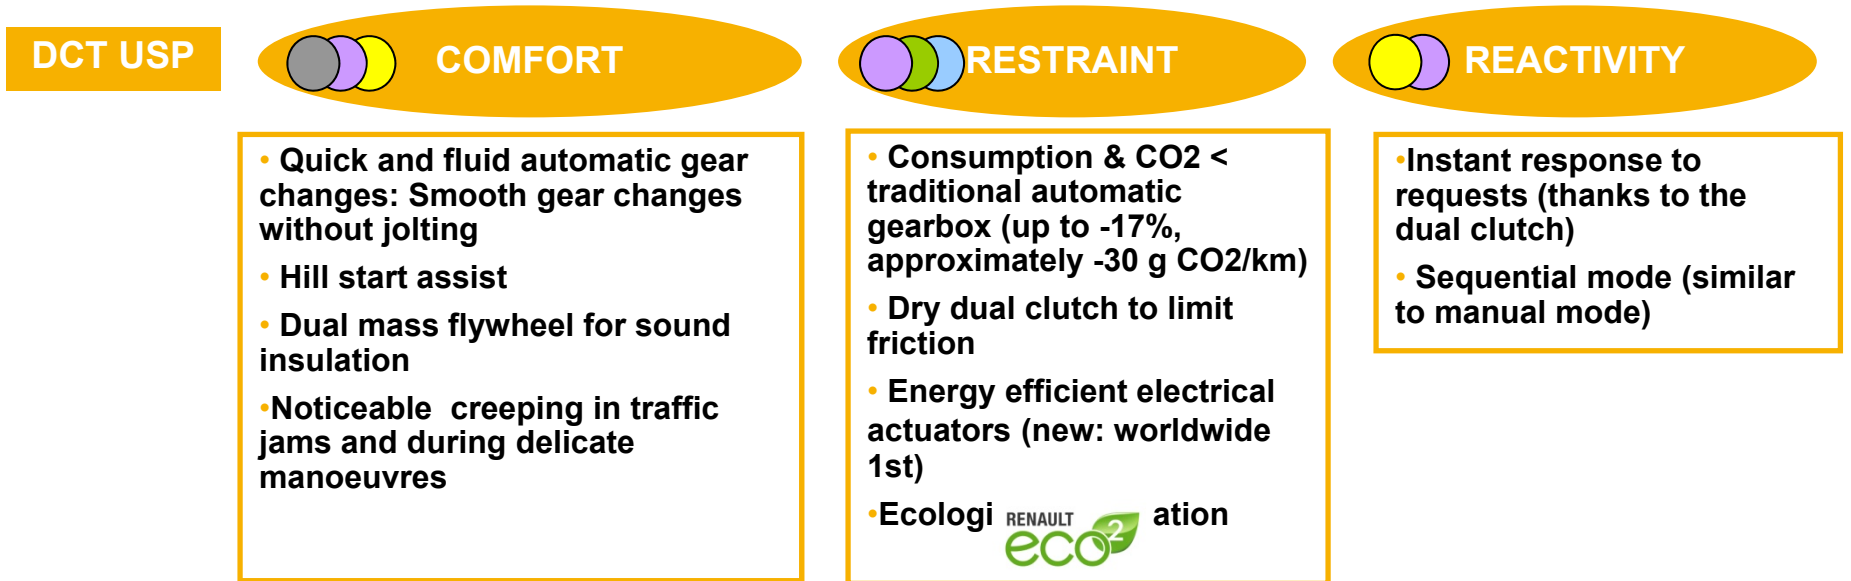 DCT USP
COMFORT
• Quick and fluid automatic gear
changes: Smooth gear changes
without jolting
• Hill start assist
• Dual mass flywheel for sound
insulation
•Noticeable creeping in traffic
jams and during delicate
manoeuvres
RESTRAINT
• Consumption & CO2 <
traditional automatic
gearbox (up to -17%,
approximately -30 g CO2/km)
• Dry dual clutch to limit
friction
• Energy efficient electrical
actuators (new: worldwide
1st)
•Ecologi ation
RENAULT
eco2
REACTIVITY
•Instant response to
requests (thanks to the
dual clutch)
• Sequential mode (similar
to manual mode)